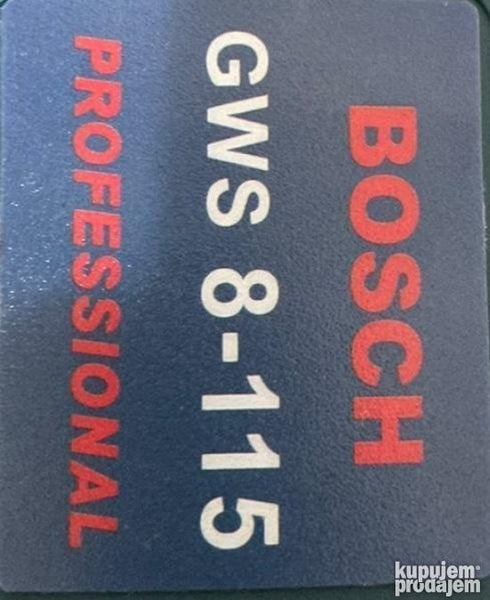 BOSCH
GWS 8-115
PROFESSIONAL
kupujem
prodajem